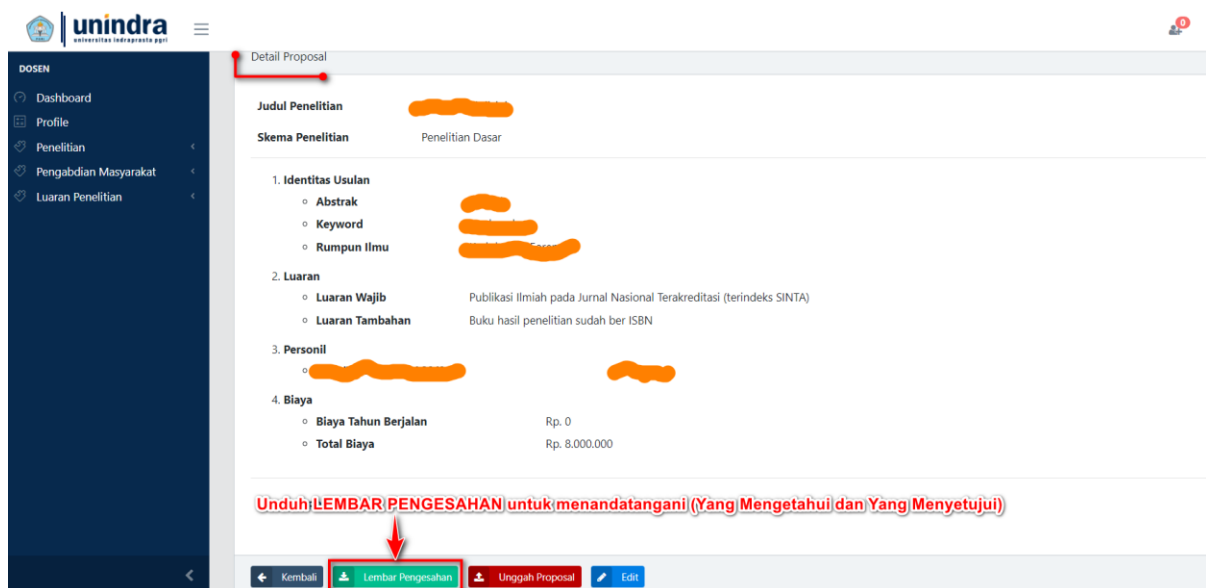 unindra
universitas indraprasta pgri
0
DOSEN
Dashboard
Profile
Penelitian
Pengabdian Masyarakat
Luaran Penelitian
Detail Proposal
Judul Penelitian
Skema Penelitian Penelitian Dasar
1. Identitas Usulan
Abstrak
Keyword
Rumpun Ilmu
2. Luaran
Luaran Wajib Publikasi Ilmiah pada Jurnal Nasional Terakreditasi (terindeks SINTA)
Luaran Tambahan Buku hasil penelitian sudah ber ISBN
3. Personil
4. Biaya
Biaya Tahun Berjalan Rp. 0
Total Biaya Rp. 8.000.000
Unduh LEMBAR PENGESAHAN untuk menandatangani (Yang Mengetahui dan Yang Menyetujui)
Kembali Lembar Pengesahan Unggah Proposal Edit